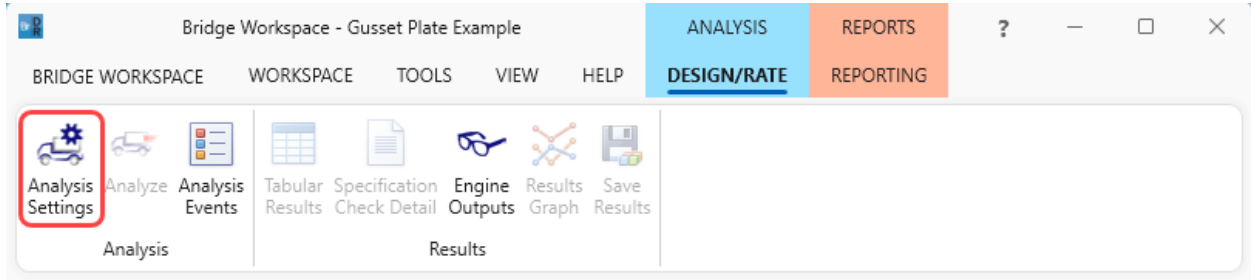 Bridge Workspace - Gusset Plate Example ANALYSIS REPORTS ?
BRIDGE WORKSPACE WORKSPACE TOOLS VIEW HELP DESIGN/RATE REPORTING
Analysis Settings
Analyze
Analysis Events
Tabular Results
Specification Check Detail
Engine Outputs
Results Graph
Save Results
Analysis
Results